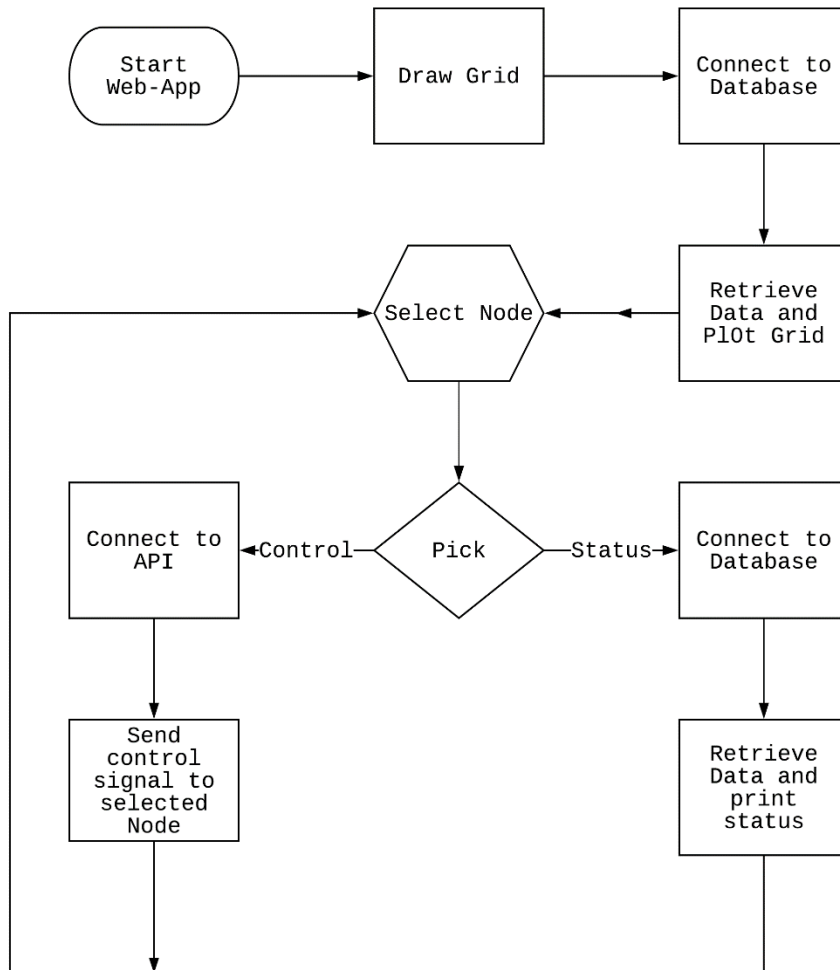 Start
Web-App
Draw Grid
Connect to
Database
Select Node
Retrieve
Data and
PlOt Grid
Connect to
API
Control
Pick
Status
Connect to
Database
Send
control
signal to
selected
Node
Retrieve
Data and
print
status